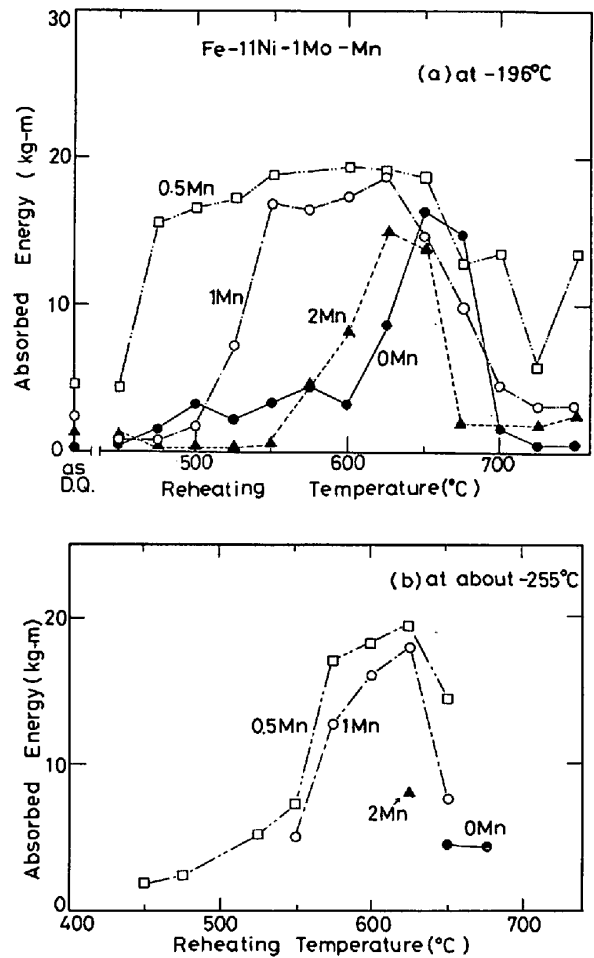 30
Fe-11Ni-1Mo-Mn
(a) at -196°C
20
0.5Mn
1Mn
2Mn
0Mn
10
0
as
D.Q.
500
600
700
Reheating Temperature(°C)
Absorbed Energy (kg-m)
(b) at about -255°C
20
0.5Mn
1Mn
2Mn
0Mn
10
0
400
500
600
700
Reheating Temperature(°C)
Absorbed Energy (kg-m)